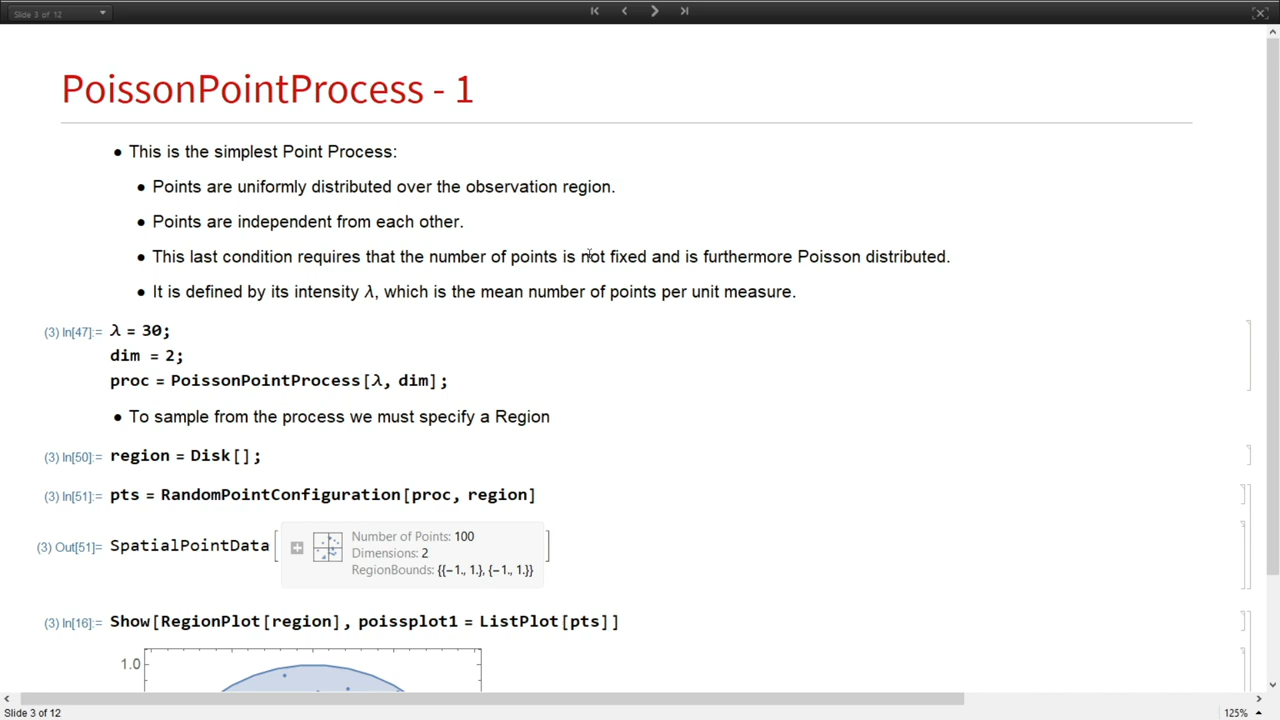 Slide 3 of 12
PoissonPointProcess - 1
• This is the simplest Point Process:
• Points are uniformly distributed over the observation region.
• Points are independent from each other.
• This last condition requires that the number of points is not fixed and is furthermore Poisson distributed.
• It is defined by its intensity λ, which is the mean number of points per unit measure.
(3) In[47]:= λ = 30;
dim = 2;
proc = PoissonPointProcess[λ, dim];
• To sample from the process we must specify a Region
(3) In[50]:= region = Disk[];
(3) In[51]:= pts = RandomPointConfiguration[proc, region]
(3) Out[51]= SpatialPointData[
Number of Points: 100
Dimensions: 2
RegionBounds: {{−1., 1.}, {−1., 1.}}
]
(3) In[16]:= Show[RegionPlot[region], poissplot1 = ListPlot[pts]]
1.0
Slide 3 of 12
125%